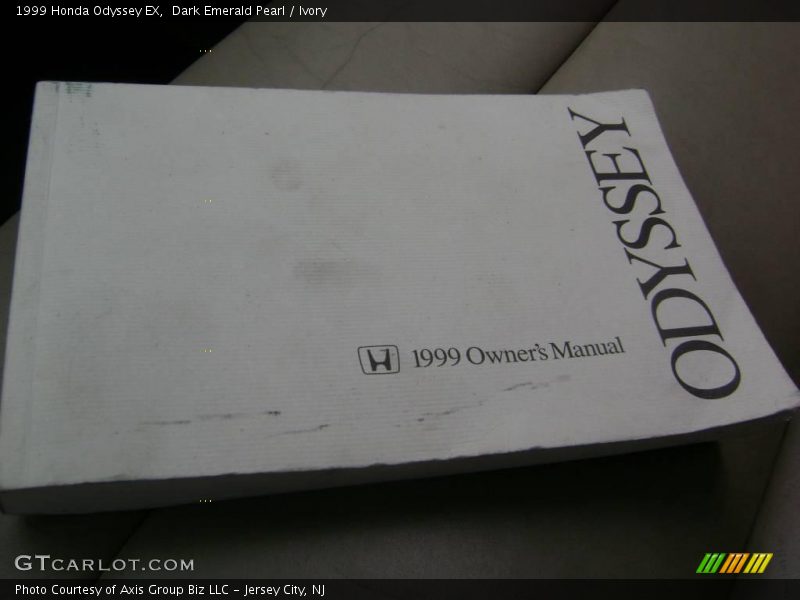 1999 Honda Odyssey EX,  Dark Emerald Pearl / Ivory
ODYSSEY
1999 Owner's Manual
GTCARLOT.COM
Photo Courtesy of Axis Group Biz LLC - Jersey City, NJ